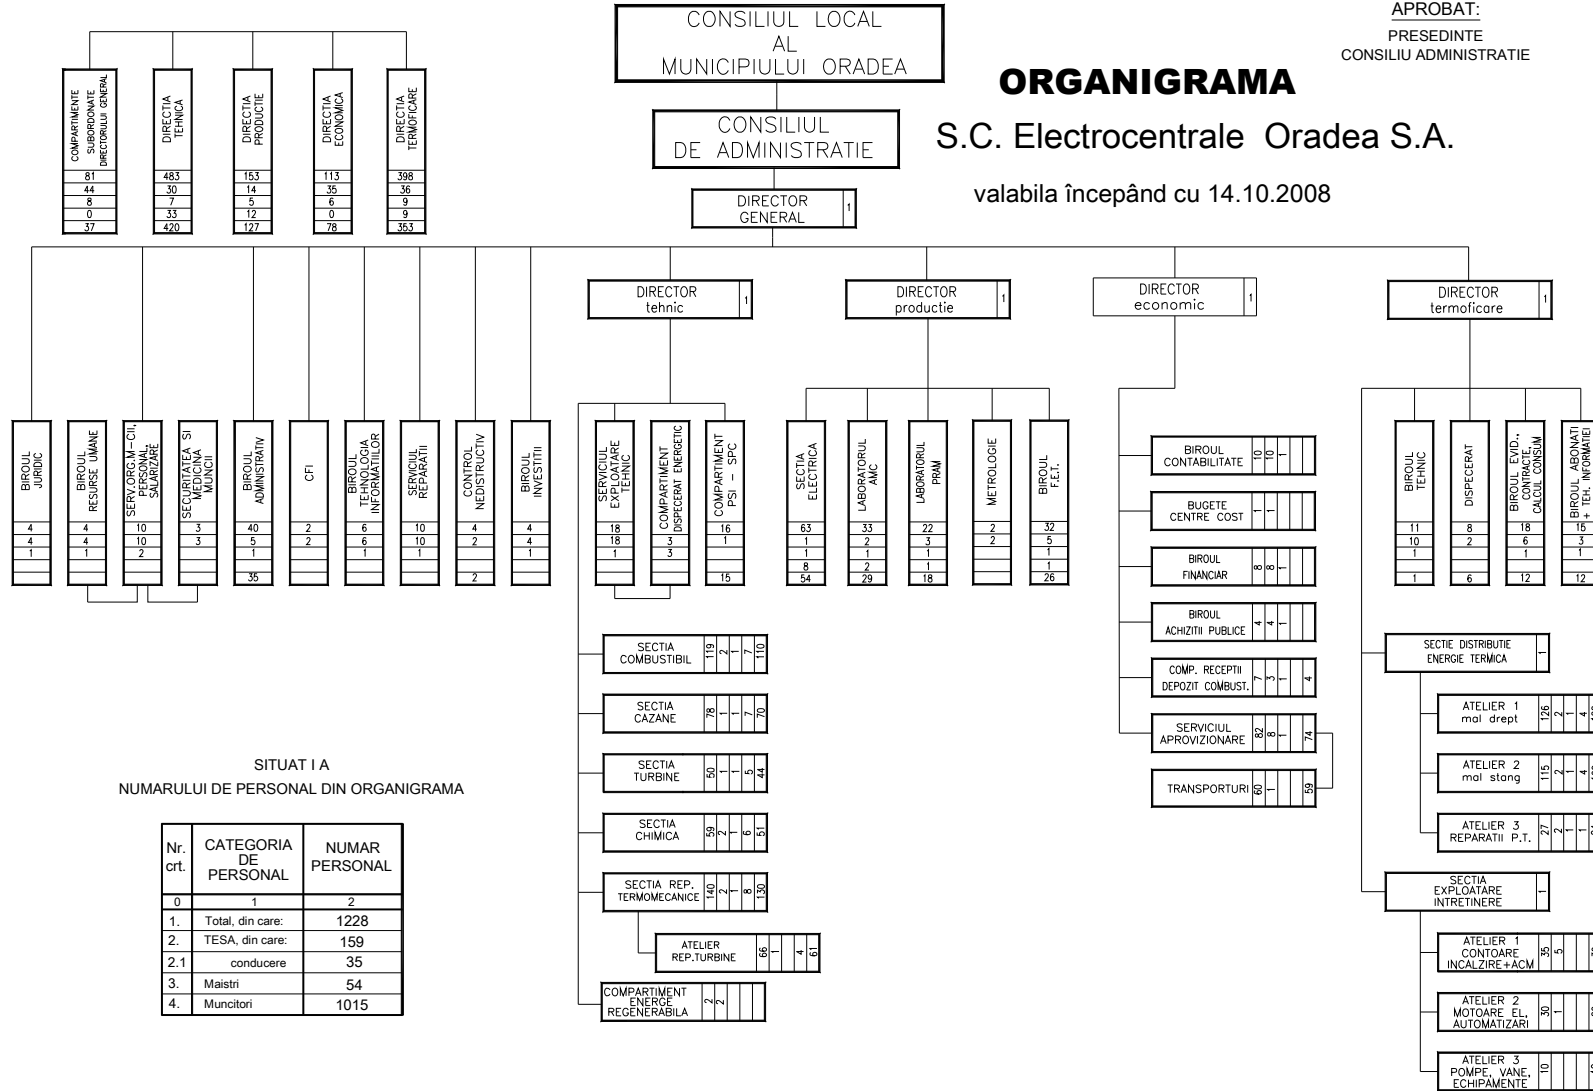 CONSILIUL LOCAL
AL
MUNICIPIULUI ORADEA
APROBAT:
PRESEDINTE
CONSILIU ADMINISTRATIE
ORGANIGRAMA
S.C. Electrocentrale Oradea S.A.
valabila începând cu 14.10.2008
CONSILIUL
DE ADMINISTRATIE
DIRECTOR
GENERAL
1
COMPARTIMENTE
SUBORDONATE
DIRECTORULUI GENERAL
81
44
8
0
37
DIRECTIA
TEHNICA
483
30
7
33
420
DIRECTIA
PRODUCTIE
153
14
5
12
127
DIRECTIA
ECONOMICA
113
35
6
0
78
DIRECTIA
TERMOFICARE
398
36
9
9
353
DIRECTOR
tehnic
1
DIRECTOR
productie
1
DIRECTOR
economic
1
DIRECTOR
termoficare
1
BIROUL
JURIDIC
4
4
1
BIROUL
RESURSE UMANE
4
4
1
SERV.ORG.M-CII,
PERSONAL,
SALARIZARE
10
10
2
SECURITATEA SI
MEDICINA
MUNCII
3
3
BIROUL
ADMINISTRATIV
40
5
1
35
CFI
2
2
BIROUL
TEHNOLOGIA
INFORMATIILOR
6
6
1
SERVICIUL
REPARATII
10
10
1
CONTROL
NEDISTRUCTIV
4
2
2
BIROUL
INVESTITII
4
4
1
SERVICIUL
EXPLOATARE
TEHNIC
18
18
1
COMPARTIMENT
DISPECERAT ENERGETIC
3
3
COMPARTIMENT
PSI - SPC
16
1
15
SECTIA
ELECTRICA
63
1
1
8
54
LABORATORUL
AMC
33
2
1
2
29
LABORATORUL
PRAM
22
3
1
1
18
METROLOGIE
2
2
BIROUL
F.E.T.
32
5
1
1
26
BIROUL
TEHNIC
11
10
1
1
DISPECERAT
8
2
6
BIROUL EVID.,
CONTRACTE,
CALCUL CONSUM
18
6
1
12
BIROUL ABONATI
+ TEH. INFORMATIEI
15
3
1
12
SECTIA
COMBUSTIBIL
119 2 1 7 110
SECTIA
CAZANE
78 1 1 7 70
SECTIA
TURBINE
50 1 1 5 44
SECTIA
CHIMICA
59 2 1 6 51
SECTIA REP.
TERMOMECANICE
140 2 1 8 130
ATELIER
REP.TURBINE
66 1 4 61
COMPARTIMENT
ENERGE
REGENERABILA
2 2
BIROUL
CONTABILITATE
10 10 1
BUGETE
CENTRE COST
1 1
BIROUL
FINANCIAR
8 8 1
BIROUL
ACHIZITII PUBLICE
4 4 1
COMP. RECEPTII
DEPOZIT COMBUST.
7 3 1 4
SERVICIUL
APROVIZIONARE
82 8 1 74
TRANSPORTURI
60 1 59
SECTIE DISTRIBUTIE
ENERGIE TERMICA
1
ATELIER 1
mal drept
126 2 1 4
ATELIER 2
mal stang
115 2 1 4
ATELIER 3
REPARATII P.T.
27 2 1 1
SECTIA
EXPLOATARE
INTRETINERE
1
ATELIER 1
CONTOARE
INCALZIRE+ACM
35 5
ATELIER 2
MOTOARE EL,
AUTOMATIZARI
30 1
ATELIER 3
POMPE, VANE,
ECHIPAMENTE
10
SITUAT I A
NUMARULUI DE PERSONAL DIN ORGANIGRAMA
Nr. crt. CATEGORIA DE PERSONAL NUMAR PERSONAL
0 1 2
1. Total, din care: 1228
2. TESA, din care: 159
2.1 conducere 35
3. Maistri 54
4. Muncitori 1015